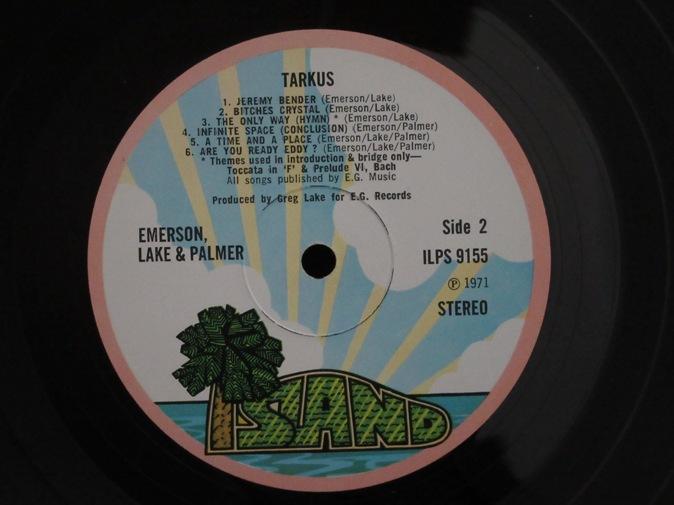 TARKUS
1. JEREMY BENDER (Emerson/Lake)
2. BITCHES CRYSTAL (Emerson/Lake)
3. THE ONLY WAY (HYMN) * (Emerson/Lake)
4. INFINITE SPACE (CONCLUSION) (Emerson/Palmer)
5. A TIME AND A PLACE (Emerson/Lake/Palmer)
6. ARE YOU READY EDDY ? (Emerson/Lake/Palmer)
* Themes used in introduction & bridge only—
Toccata in 'F' & Prelude VI, Bach
All songs published by E.G. Music
Produced by Greg Lake for E.G. Records
EMERSON,
LAKE & PALMER
Side 2
ILPS 9155
℗ 1971
STEREO
ISLAND